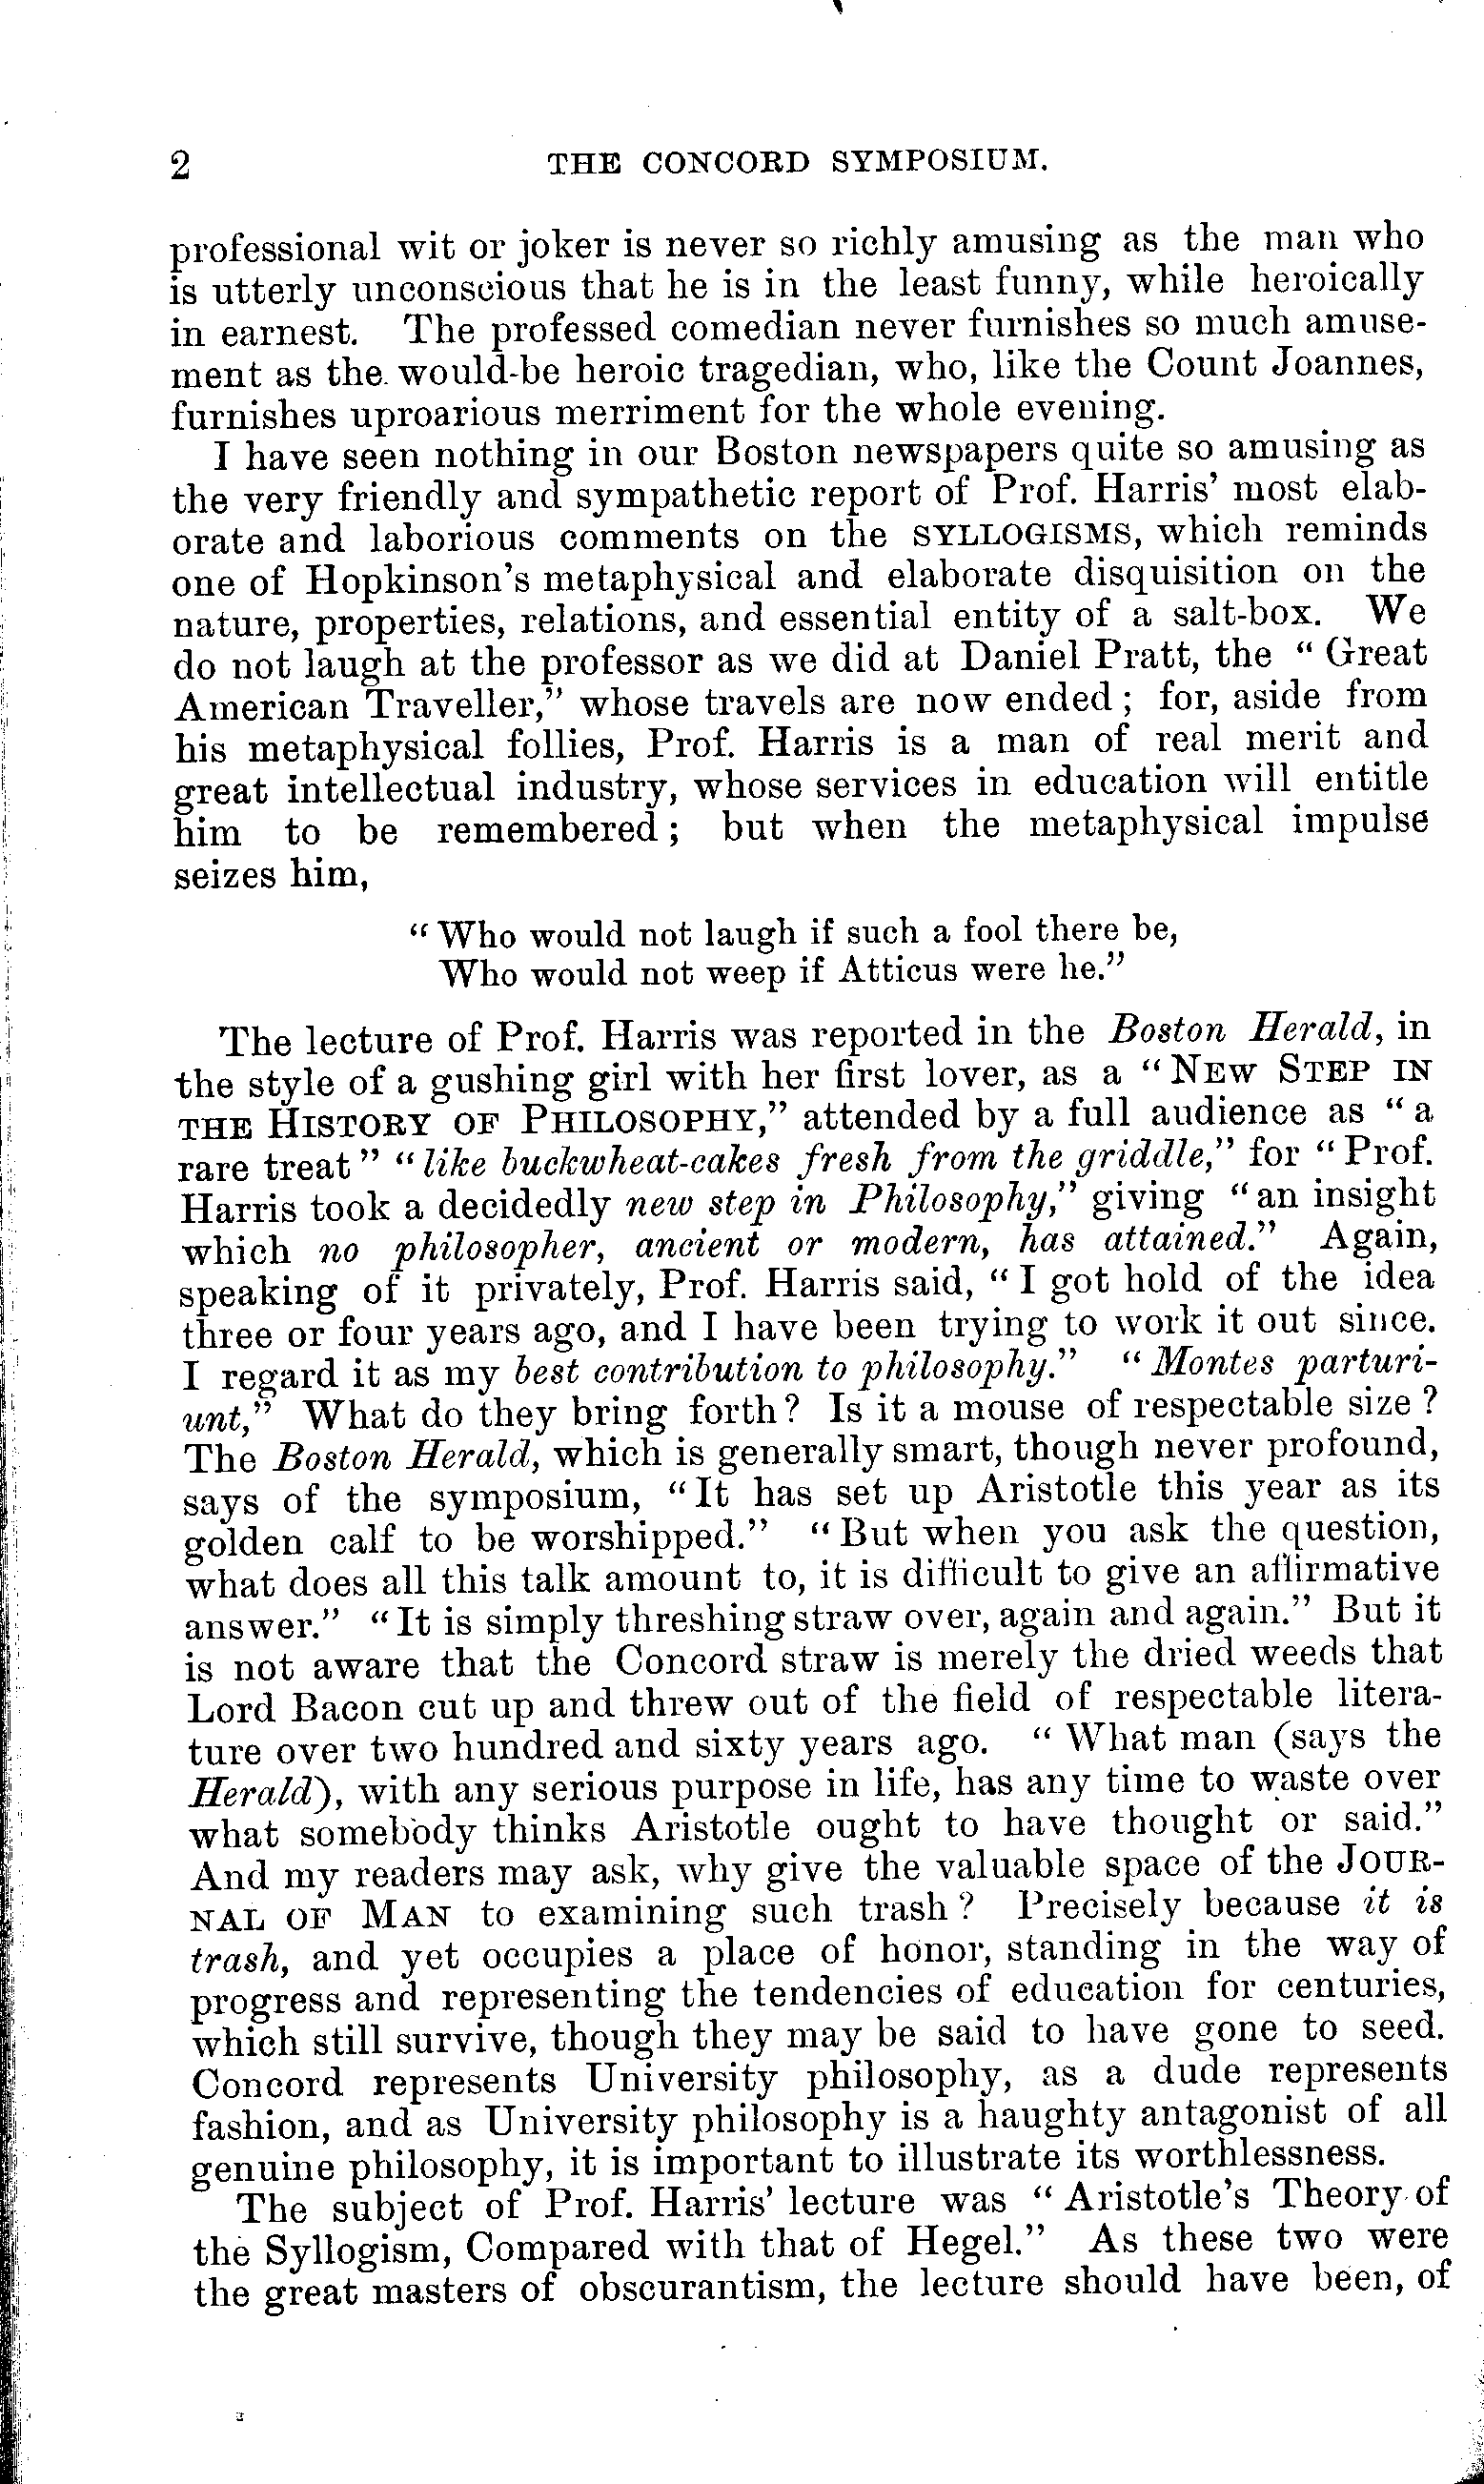 2 THE CONCORD SYMPOSIUM.
professional wit or joker is never so richly amusing as the man who
is utterly unconscious that he is in the least funny, while heroically
in earnest. The professed comedian never furnishes so much amuse-
ment as the would-be heroic tragedian, who, like the Count Joannes,
furnishes uproarious merriment for the whole evening.
I have seen nothing in our Boston newspapers quite so amusing as
the very friendly and sympathetic report of Prof. Harris' most elab-
orate and laborious comments on the SYLLOGISMS, which reminds
one of Hopkinson's metaphysical and elaborate disquisition on the
nature, properties, relations, and essential entity of a salt-box. We
do not laugh at the professor as we did at Daniel Pratt, the "Great
American Traveller," whose travels are now ended; for, aside from
his metaphysical follies, Prof. Harris is a man of real merit and
great intellectual industry, whose services in education will entitle
him to be remembered; but when the metaphysical impulse
seizes him,
"Who would not laugh if such a fool there be,
Who would not weep if Atticus were he."
The lecture of Prof. Harris was reported in the Boston Herald, in
the style of a gushing girl with her first lover, as a "NEW STEP IN
THE HISTORY OF PHILOSOPHY," attended by a full audience as "a
rare treat" "like buckwheat-cakes fresh from the griddle," for "Prof.
Harris took a decidedly new step in Philosophy," giving "an insight
which no philosopher, ancient or modern, has attained." Again,
speaking of it privately, Prof. Harris said, "I got hold of the idea
three or four years ago, and I have been trying to work it out since.
I regard it as my best contribution to philosophy." "Montes parturi-
unt," What do they bring forth? Is it a mouse of respectable size?
The Boston Herald, which is generally smart, though never profound,
says of the symposium, "It has set up Aristotle this year as its
golden calf to be worshipped." "But when you ask the question,
what does all this talk amount to, it is difficult to give an affirmative
answer." "It is simply threshing straw over, again and again." But it
is not aware that the Concord straw is merely the dried weeds that
Lord Bacon cut up and threw out of the field of respectable litera-
ture over two hundred and sixty years ago. "What man (says the
Herald), with any serious purpose in life, has any time to waste over
what somebody thinks Aristotle ought to have thought or said."
And my readers may ask, why give the valuable space of the JOUR-
NAL OF MAN to examining such trash? Precisely because it is
trash, and yet occupies a place of honor, standing in the way of
progress and representing the tendencies of education for centuries,
which still survive, though they may be said to have gone to seed.
Concord represents University philosophy, as a dude represents
fashion, and as University philosophy is a haughty antagonist of all
genuine philosophy, it is important to illustrate its worthlessness.
The subject of Prof. Harris' lecture was "Aristotle's Theory of
the Syllogism, Compared with that of Hegel." As these two were
the great masters of obscurantism, the lecture should have been, of